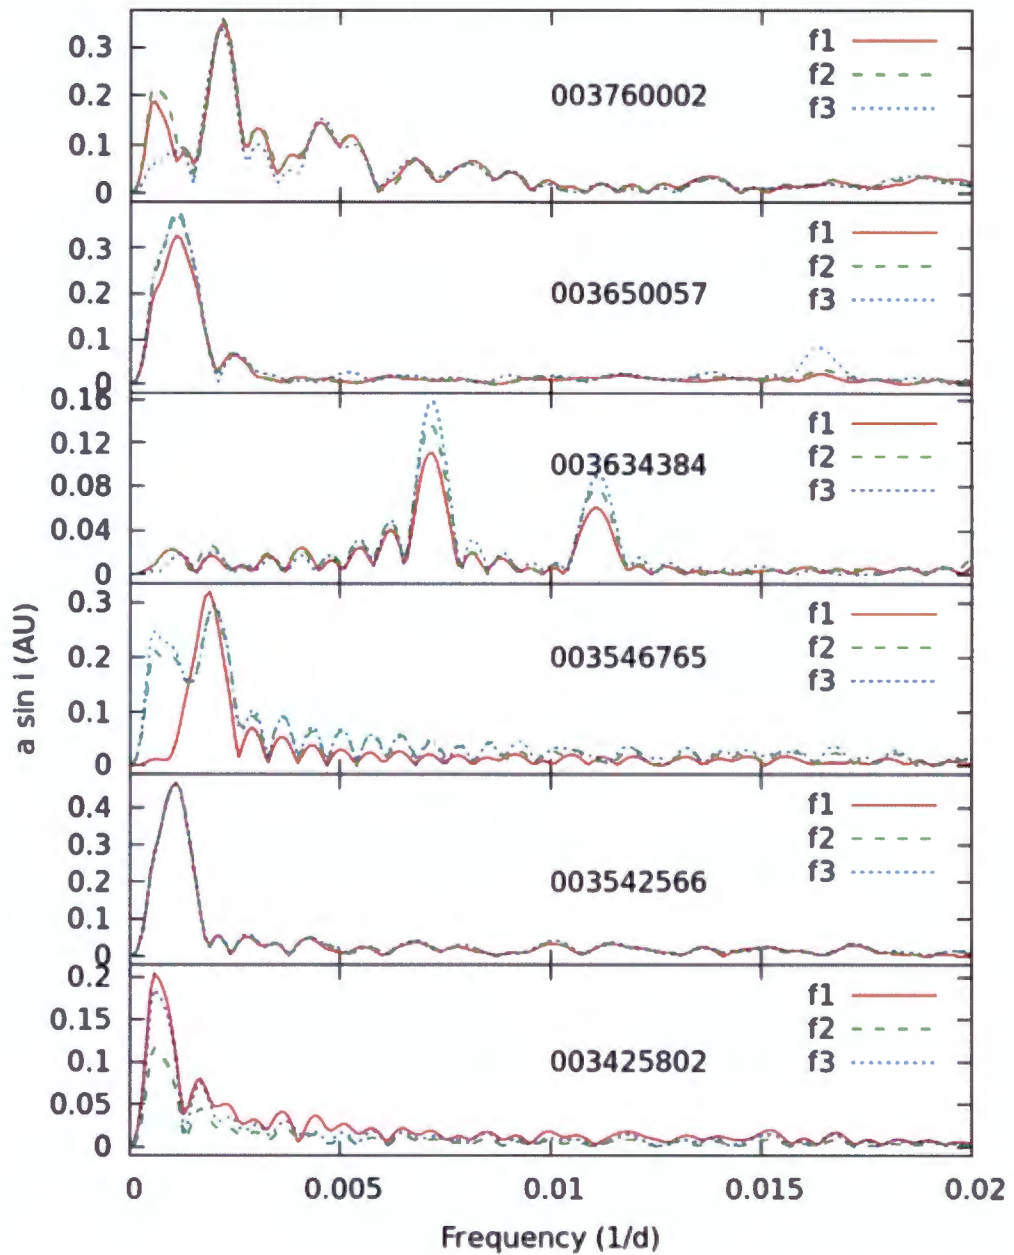 0.3
0.2
0.1
0
003760002
f1
f2
f3
0.3
0.2
0.1
0
003650057
f1
f2
f3
0.16
0.12
0.08
0.04
0
003634384
f1
f2
f3
0.3
0.2
0.1
0
003546765
f1
f2
f3
0.4
0.3
0.2
0.1
0
003542566
f1
f2
f3
0.2
0.15
0.1
0.05
0
003425802
f1
f2
f3
a sin i (AU)
0 0.005 0.01 0.015 0.02
Frequency (1/d)